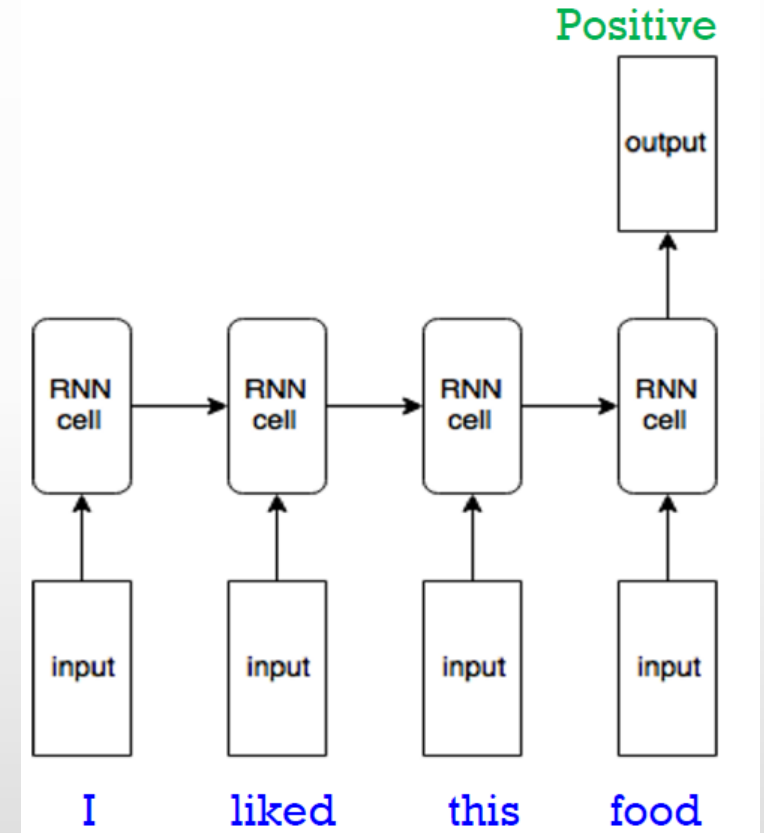 Positive
output
RNN RNN RNN RNN
cell cell cell cell
input input input input
I liked this food